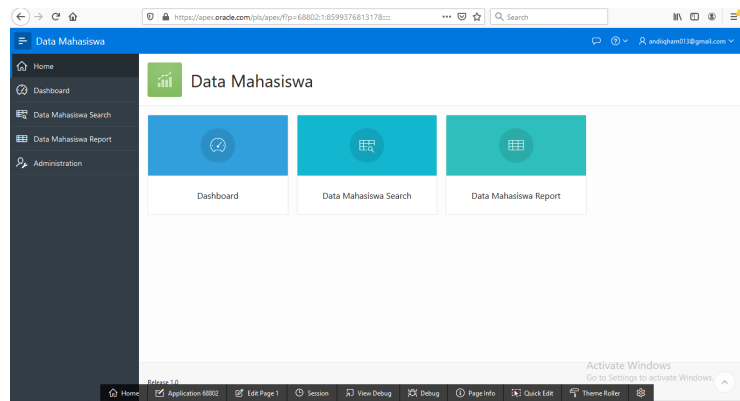 https://apex.oracle.com/pls/apex/f?p=68802:1:8599376813178::::
Search
Data Mahasiswa
andiiqham013@gmail.com
Home
Dashboard
Data Mahasiswa Search
Data Mahasiswa Report
Administration
Data Mahasiswa
Dashboard
Data Mahasiswa Search
Data Mahasiswa Report
Activate Windows
Go to Settings to activate Windows.
Release 1.0
Home
Application 68802
Edit Page 1
Session
View Debug
Debug
Page Info
Quick Edit
Theme Roller